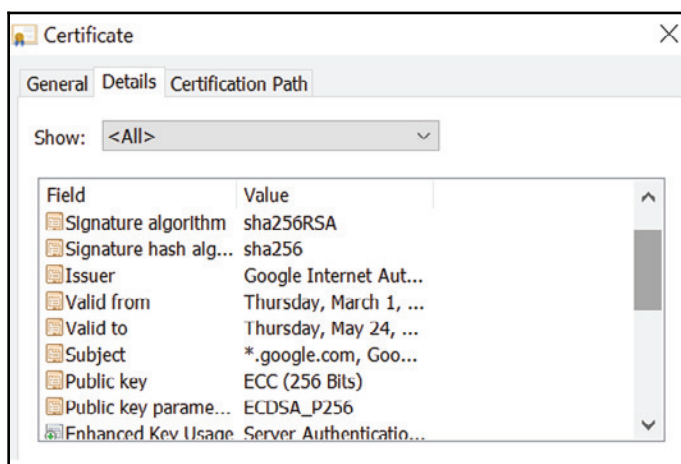 Certificate
General Details Certification Path
Show: <All>
Field Value
Signature algorithm sha256RSA
Signature hash alg... sha256
Issuer Google Internet Aut...
Valid from Thursday, March 1, ...
Valid to Thursday, May 24, ...
Subject *.google.com, Goo...
Public key ECC (256 Bits)
Public key parame... ECDSA_P256
Enhanced Key Usage Server Authenticatio...